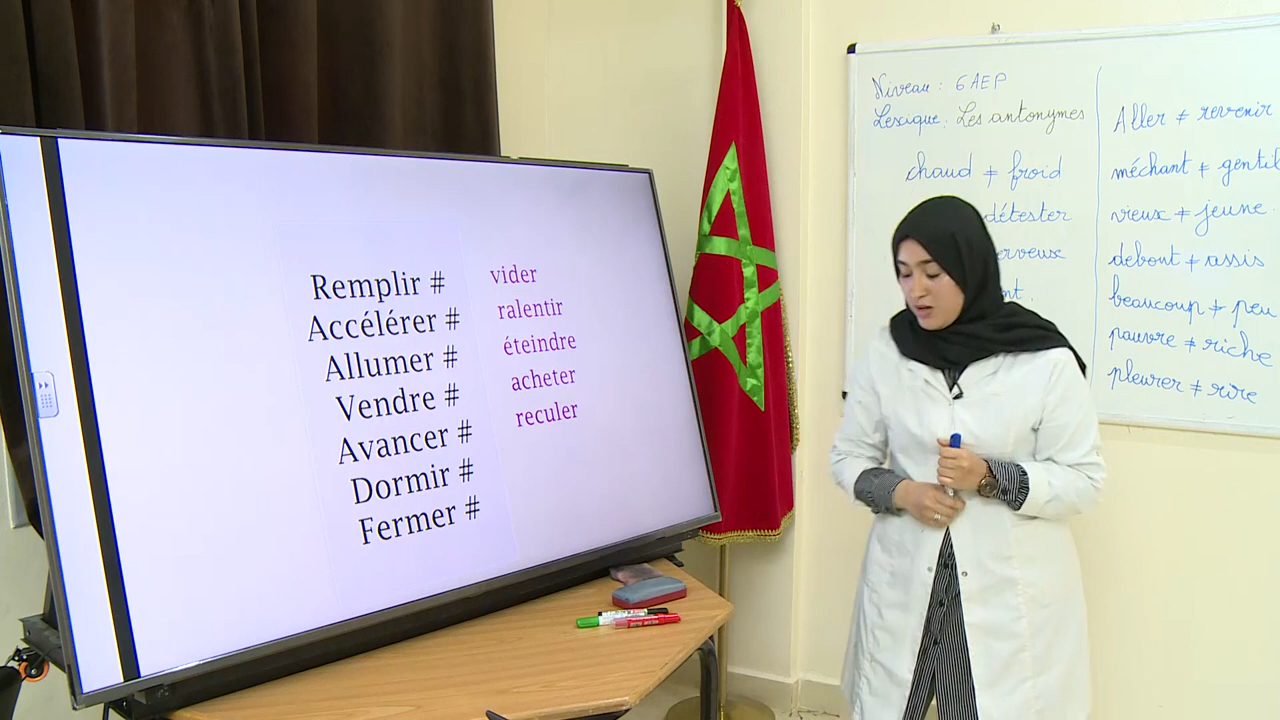 Remplir # vider
Accélérer # ralentir
Allumer # éteindre
Vendre # acheter
Avancer # reculer
Dormir #
Fermer #
Niveau : 6 AEP
Lexique : Les antonymes
chaud ≠ froid
détester
Aller ≠ revenir
méchant ≠ gentil
vieux ≠ jeune.
debout ≠ assis
beaucoup ≠ peu
pauvre ≠ riche
pleurer ≠ rire